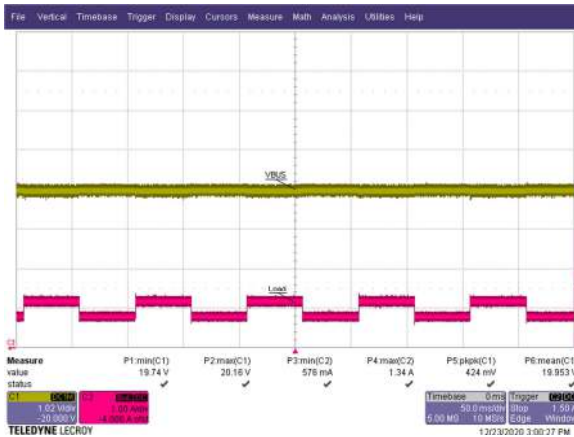 File Vertical Timebase Trigger Display Cursors Measure Math Analysis Utilities Help
VBUS
Load
C2
Measure P1:min(C1) P2:max(C1) P3:min(C2) P4:max(C2) P5:pkpk(C1) P6:mean(C1)
value 19.74 V 20.16 V 576 mA 1.34 A 424 mV 19.953 V
status
C1 Timebase 0 ms Trigger
1.02 V/div 1.00 A/div 50.0 ms/div Stop 1.50 A
-20.000 V 5.00 MS 10 MS/s Edge Window
TELEDYNE LECROY 12/23/2020 3:00:27 PM